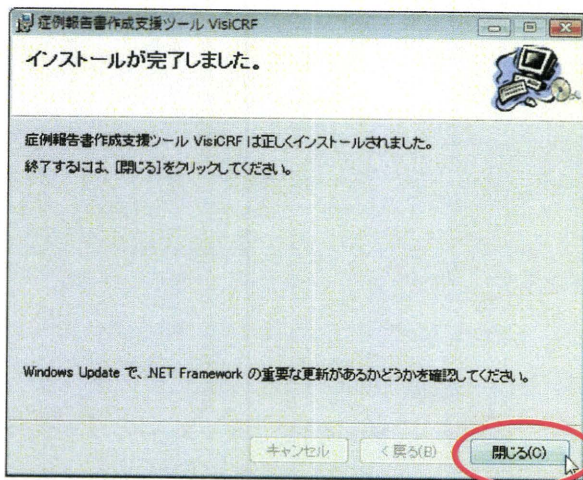 症例報告書作成支援ツール VisiCRF
インストールが完了しました。
症例報告書作成支援ツール VisiCRF は正しくインストールされました。
終了するには、[閉じる]をクリックしてください。
Windows Update で、.NET Framework の重要な更新があるかどうかを確認してください。
キャンセル < 戻る(B) 閉じる(C)